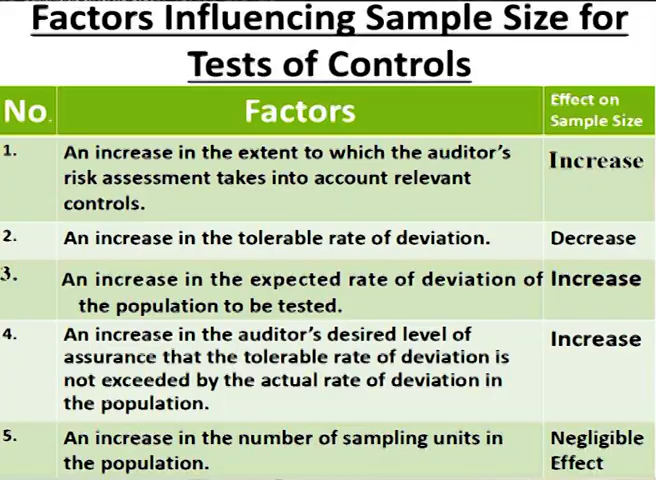 Factors Influencing Sample Size for
Tests of Controls
No. Factors Effect on
Sample Size
1. An increase in the extent to which the auditor's Increase
risk assessment takes into account relevant
controls.
2. An increase in the tolerable rate of deviation. Decrease
3. An increase in the expected rate of deviation of Increase
the population to be tested.
4. An increase in the auditor's desired level of Increase
assurance that the tolerable rate of deviation is
not exceeded by the actual rate of deviation in
the population.
5. An increase in the number of sampling units in Negligible
the population. Effect